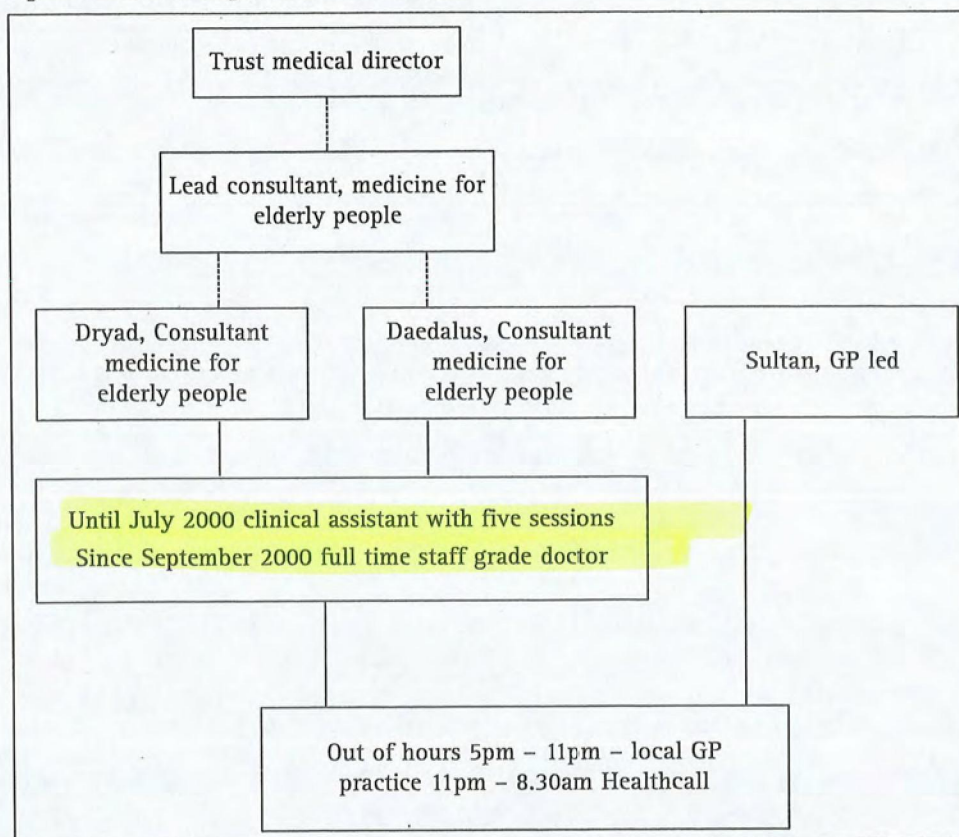 Trust medical director
Lead consultant, medicine for
elderly people
Dryad, Consultant
medicine for
elderly people
Daedalus, Consultant
medicine for
elderly people
Sultan, GP led
Until July 2000 clinical assistant with five sessions
Since September 2000 full time staff grade doctor
Out of hours 5pm – 11pm – local GP
practice 11pm – 8.30am Healthcall